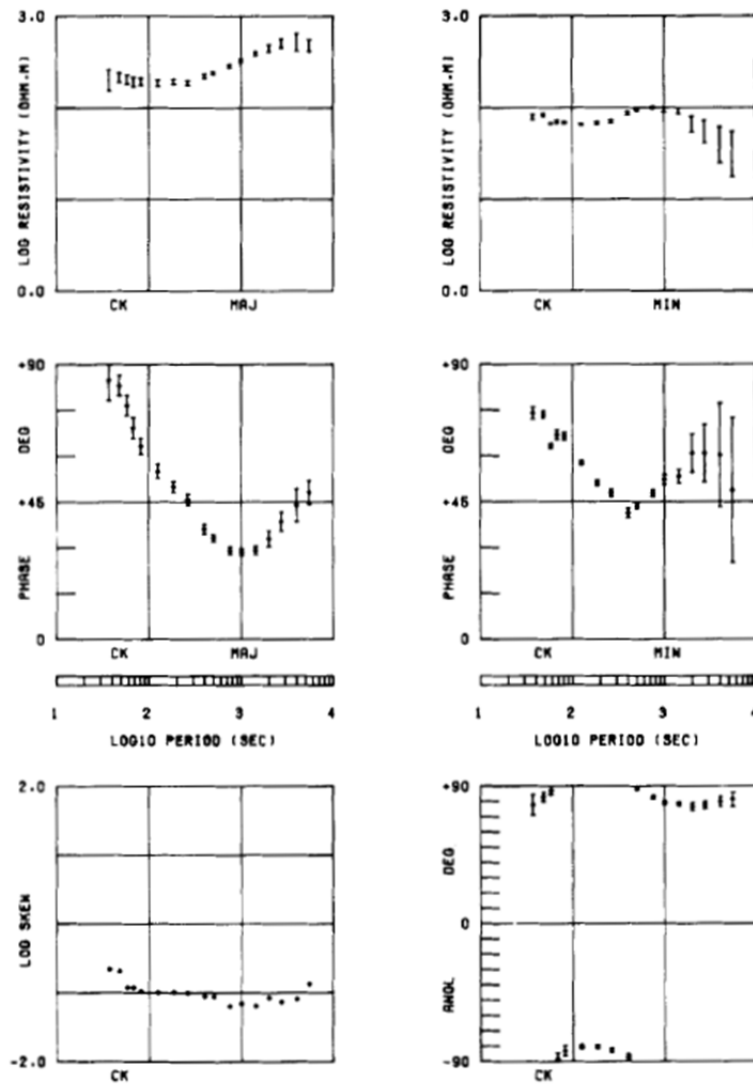 3.0
LOG RESISTIVITY (OHM.M)
0.0
CK MAJ
3.0
LOG RESISTIVITY (OHM.M)
0.0
CK MIN
+90
DEG
+45
PHASE
0
CK MAJ
1 2 3 4
LOG10 PERIOD (SEC)
+90
DEG
+45
PHASE
0
CK MIN
1 2 3 4
LOG10 PERIOD (SEC)
2.0
LOG SKEW
-2.0
CK
+90
DEG
0
ANGL
-90
CK